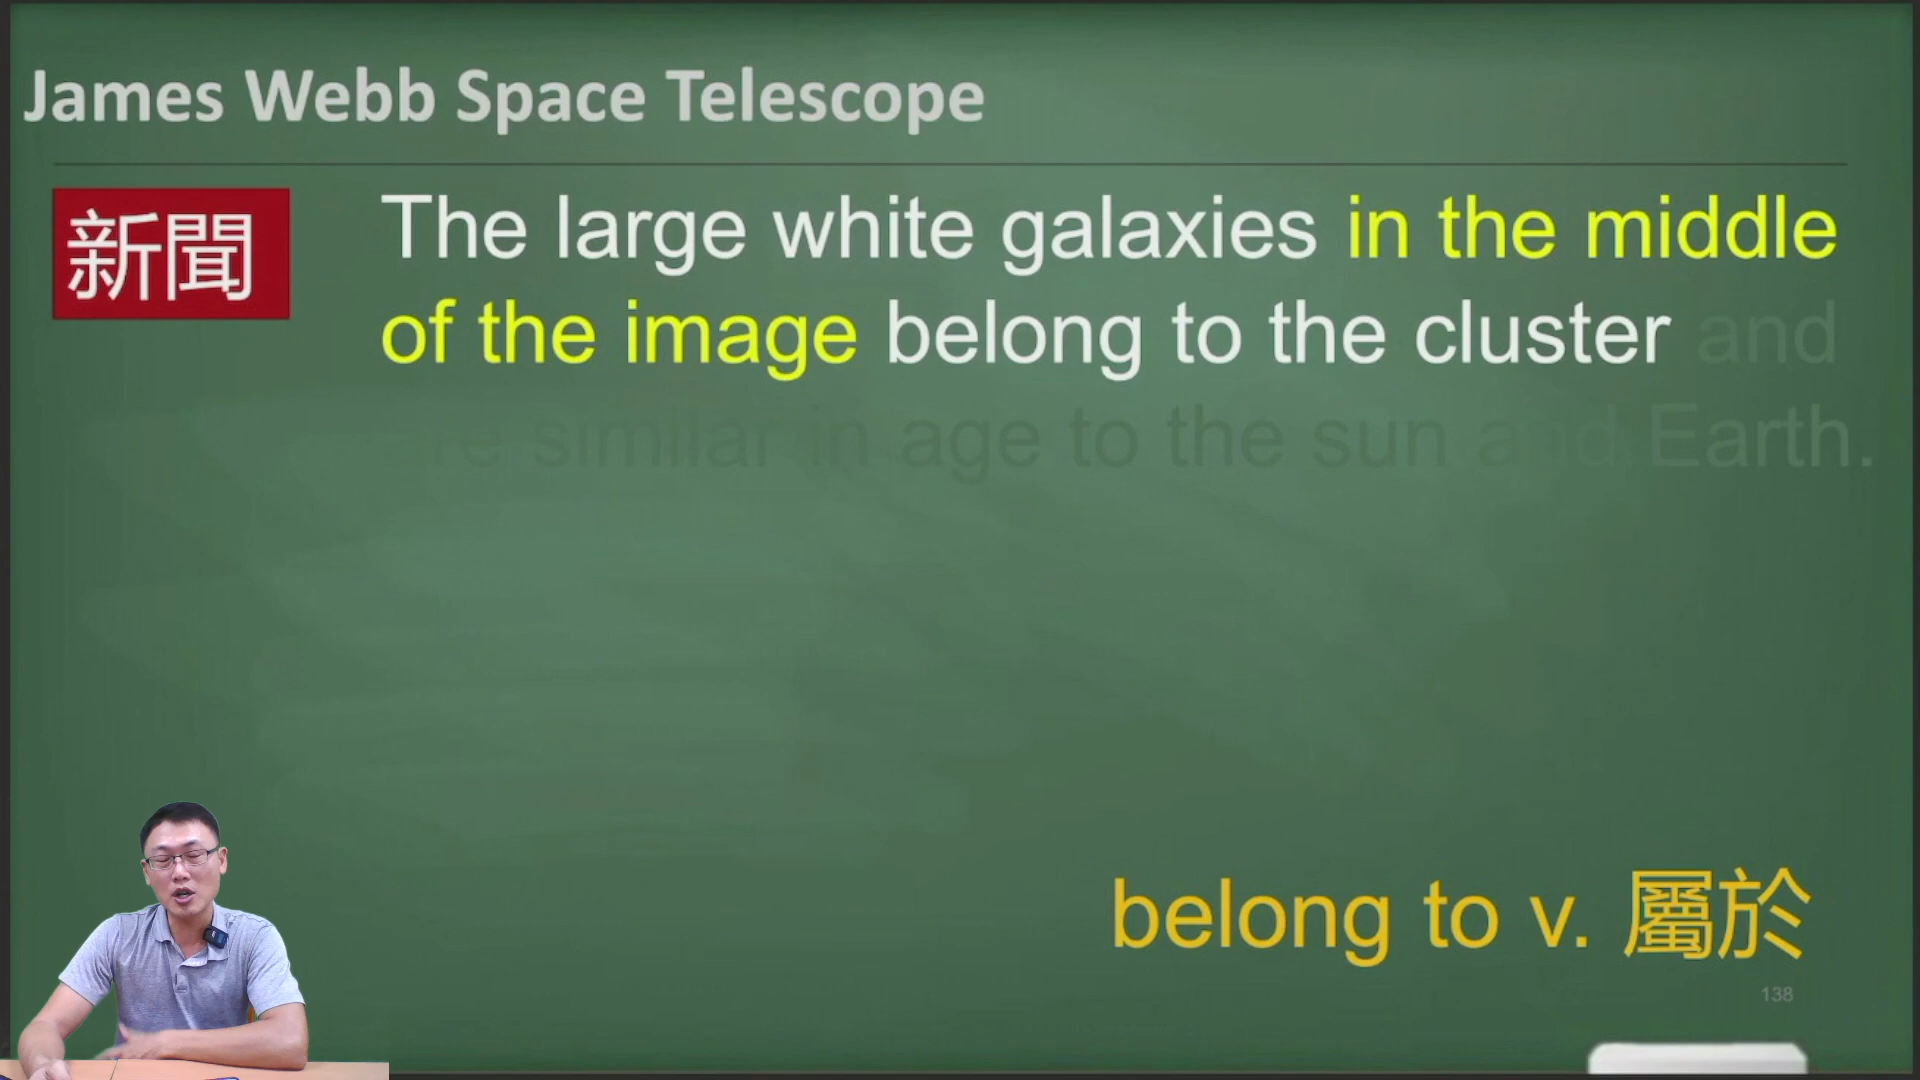 James Webb Space Telescope
新聞
The large white galaxies in the middle
of the image belong to the cluster and
are similar in age to the sun and Earth.
belong to v. 屬於
138